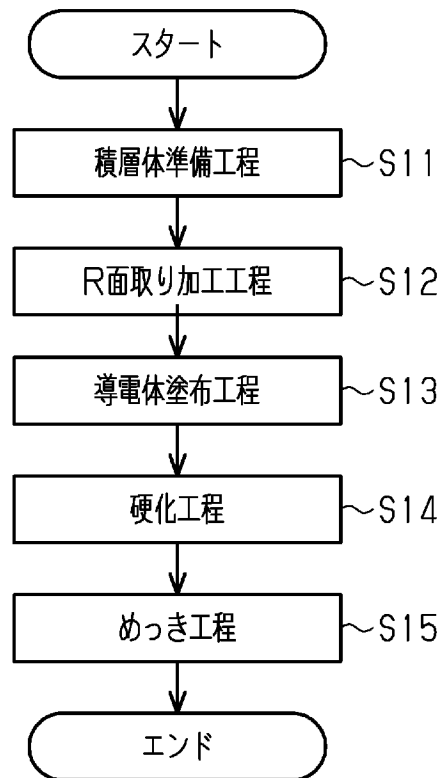 スタート
積層体準備工程 S11
R面取り加工工程 S12
導電体塗布工程 S13
硬化工程 S14
めっき工程 S15
エンド